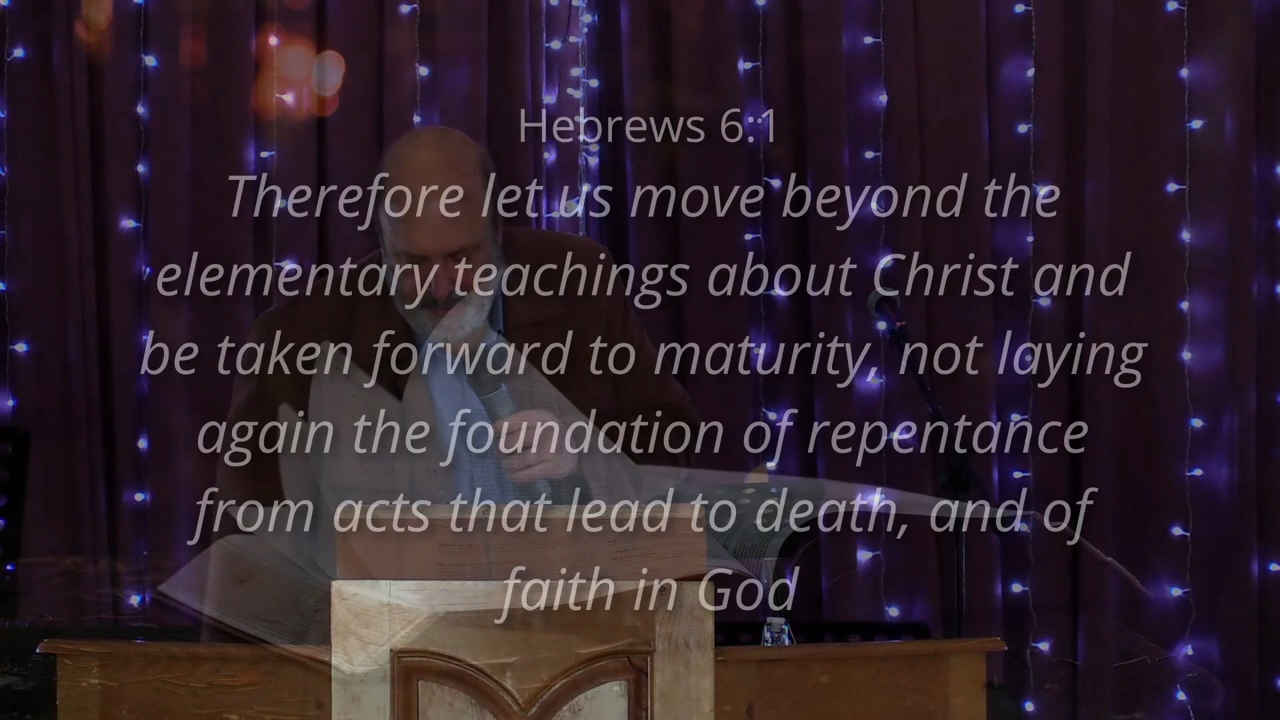 Hebrews 6:1
Therefore let us move beyond the
elementary teachings about Christ and
be taken forward to maturity, not laying
again the foundation of repentance
from acts that lead to death, and of
faith in God